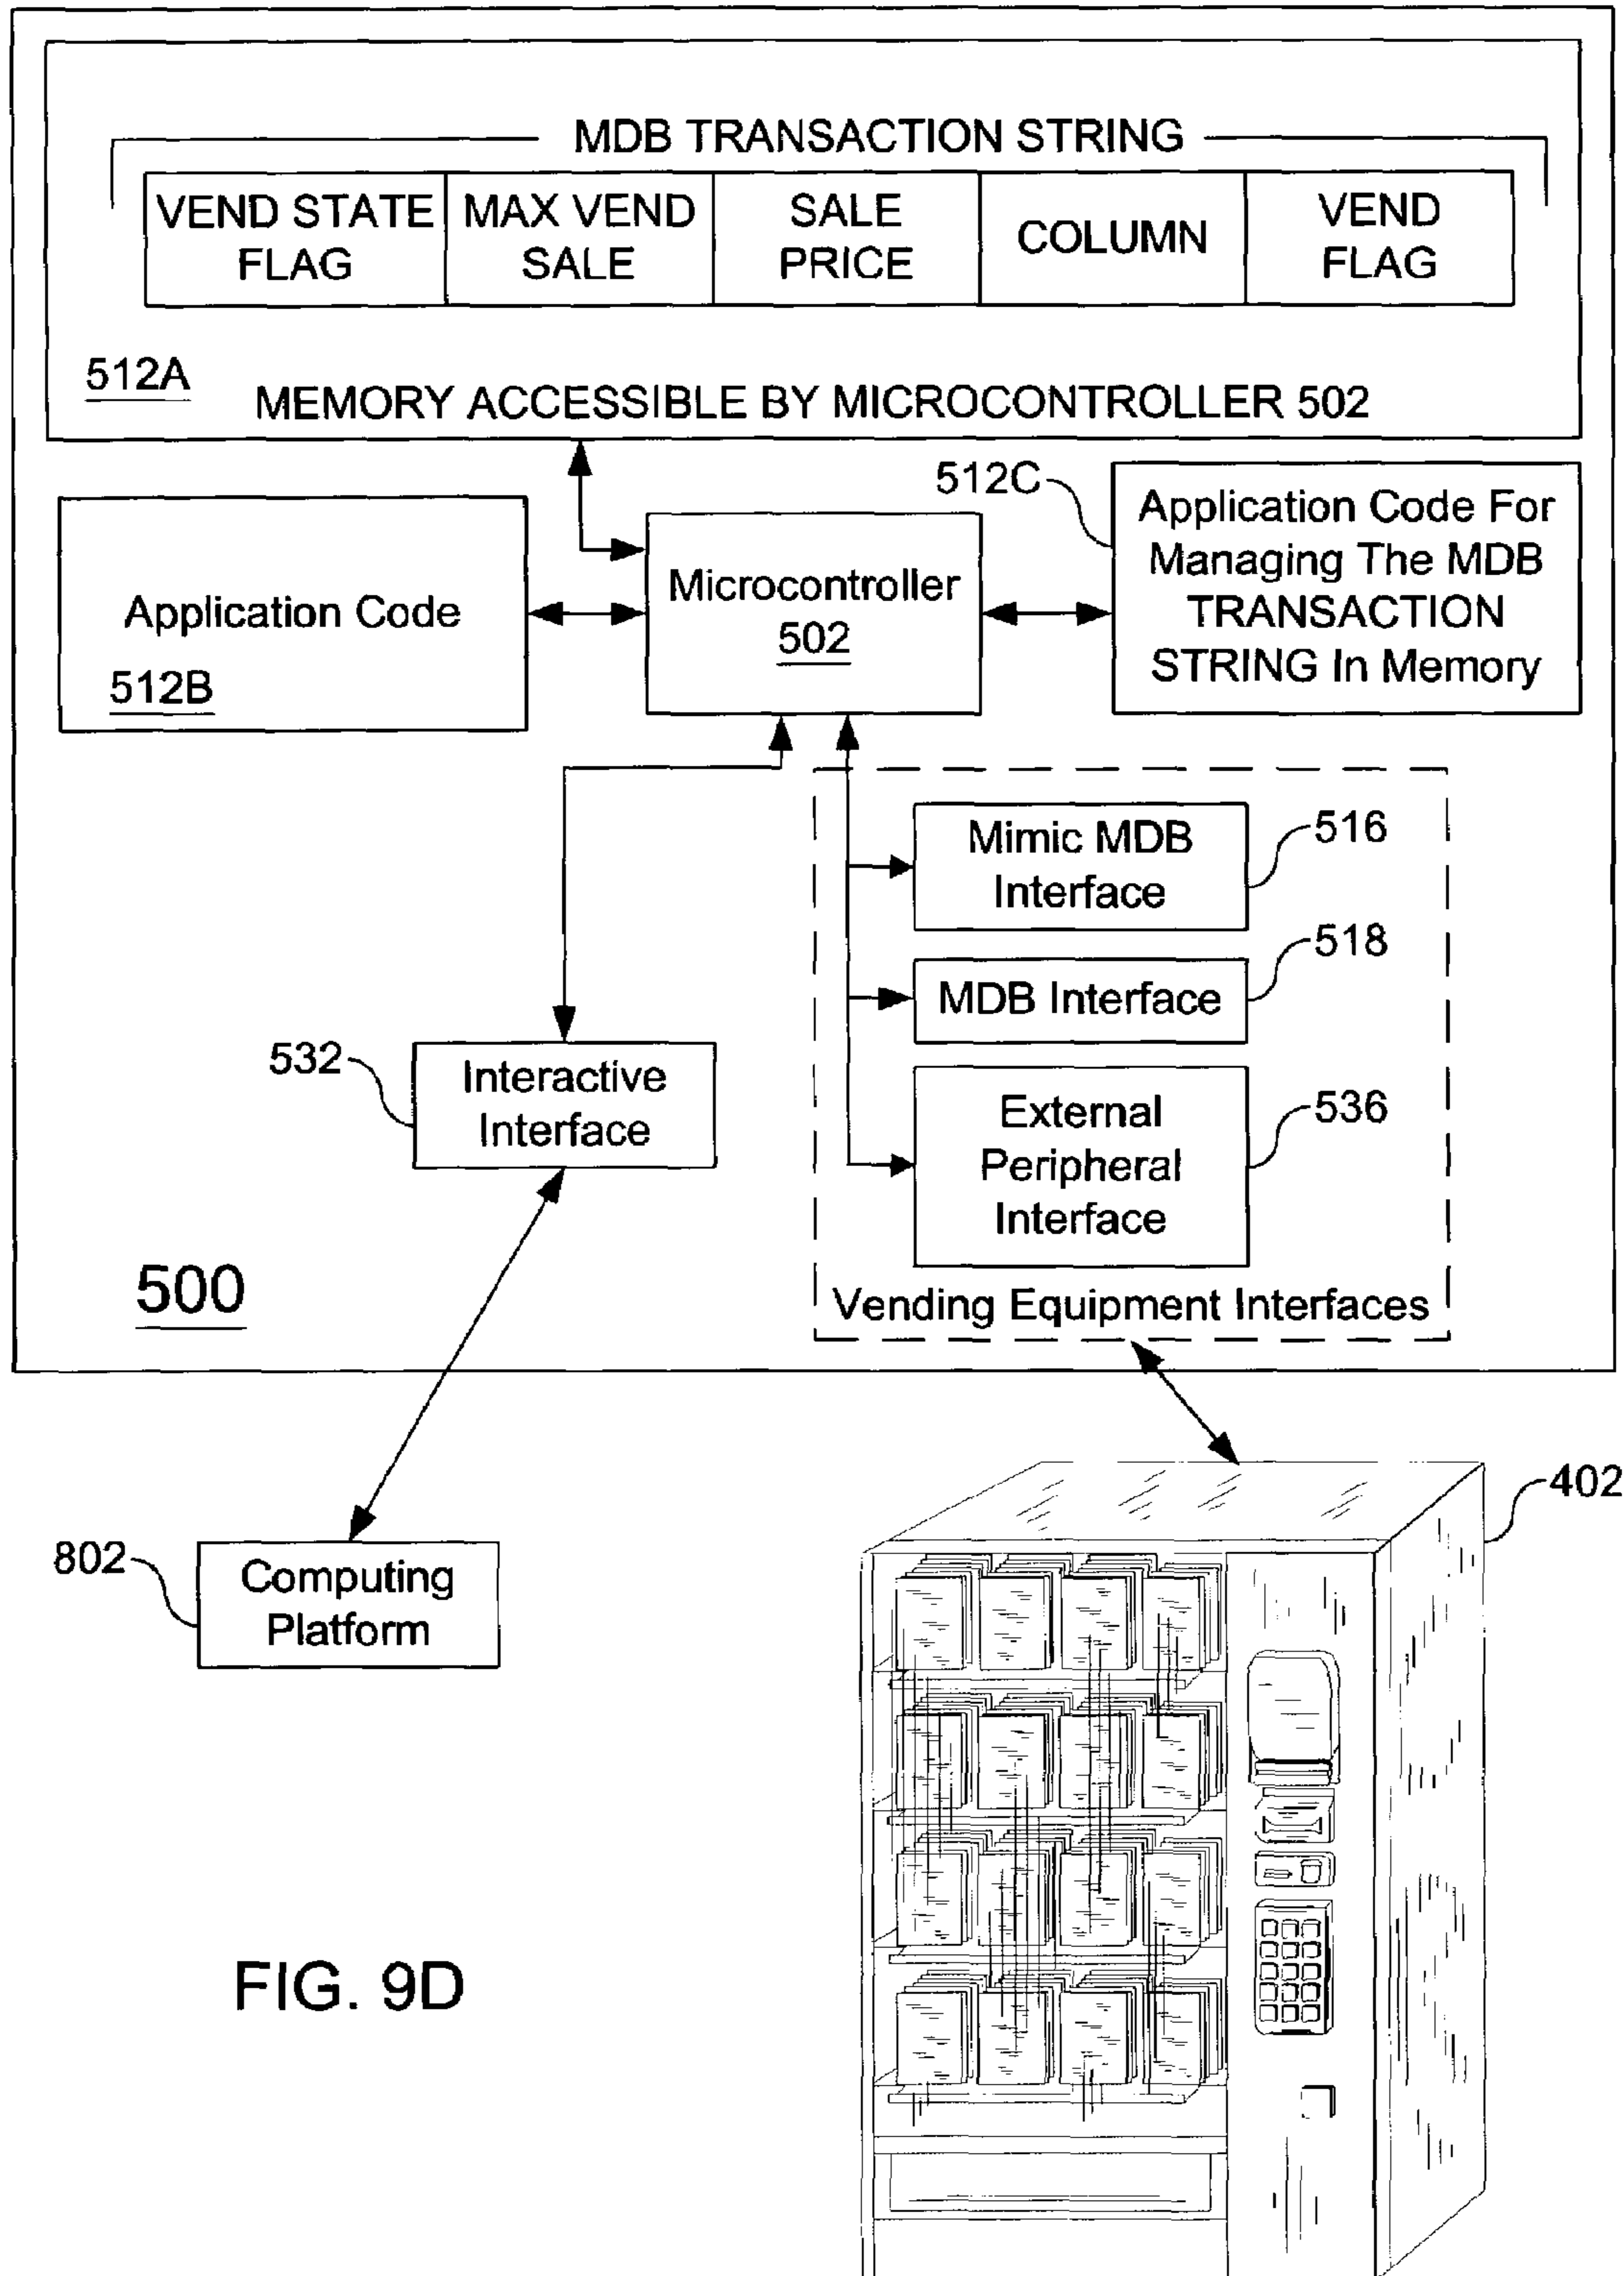 MDB TRANSACTION STRING
VEND STATE
FLAG
MAX VEND
SALE
SALE
PRICE
COLUMN
VEND
FLAG
512A
MEMORY ACCESSIBLE BY MICROCONTROLLER 502
512C
Application Code
512B
Microcontroller
502
Application Code For
Managing The MDB
TRANSACTION
STRING In Memory
Mimic MDB
Interface
516
MDB Interface
518
532
Interactive
Interface
External
Peripheral
Interface
536
500
Vending Equipment Interfaces
402
802
Computing
Platform
FIG. 9D